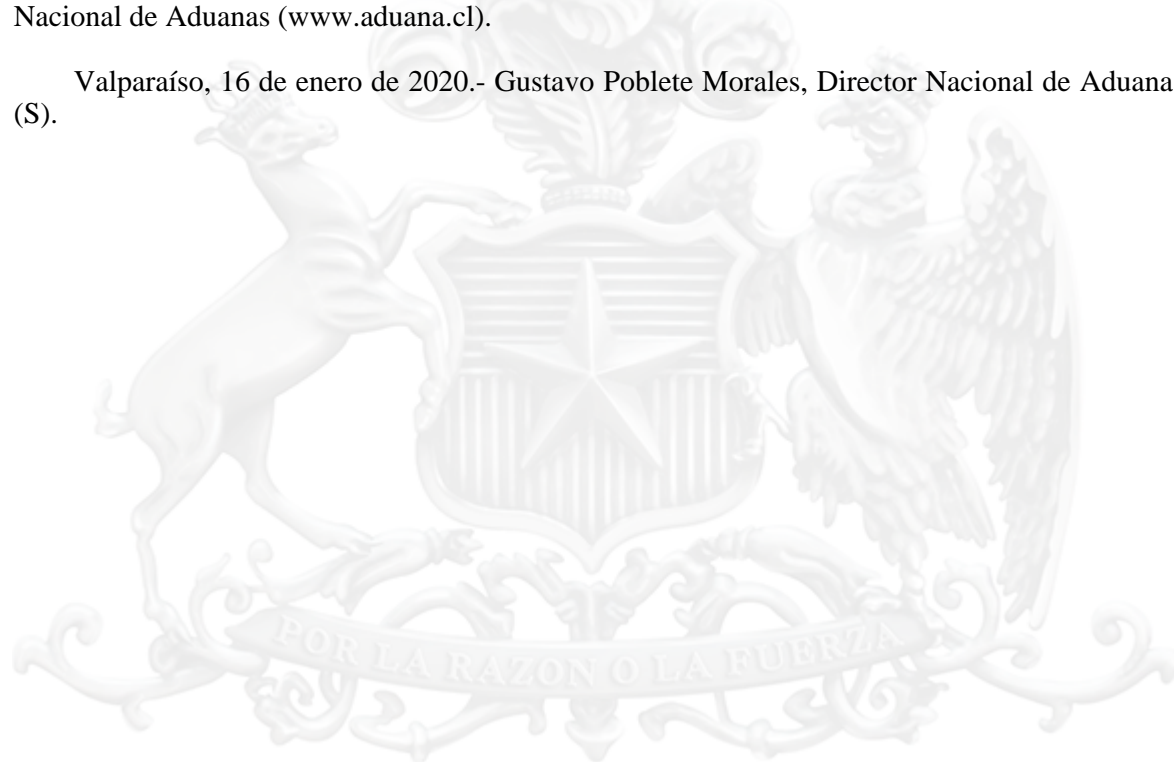 Nacional de Aduanas (www.aduana.cl).
Valparaíso, 16 de enero de 2020.- Gustavo Poblete Morales, Director Nacional de Aduana
(S).
POR LA RAZON O LA FUERZA